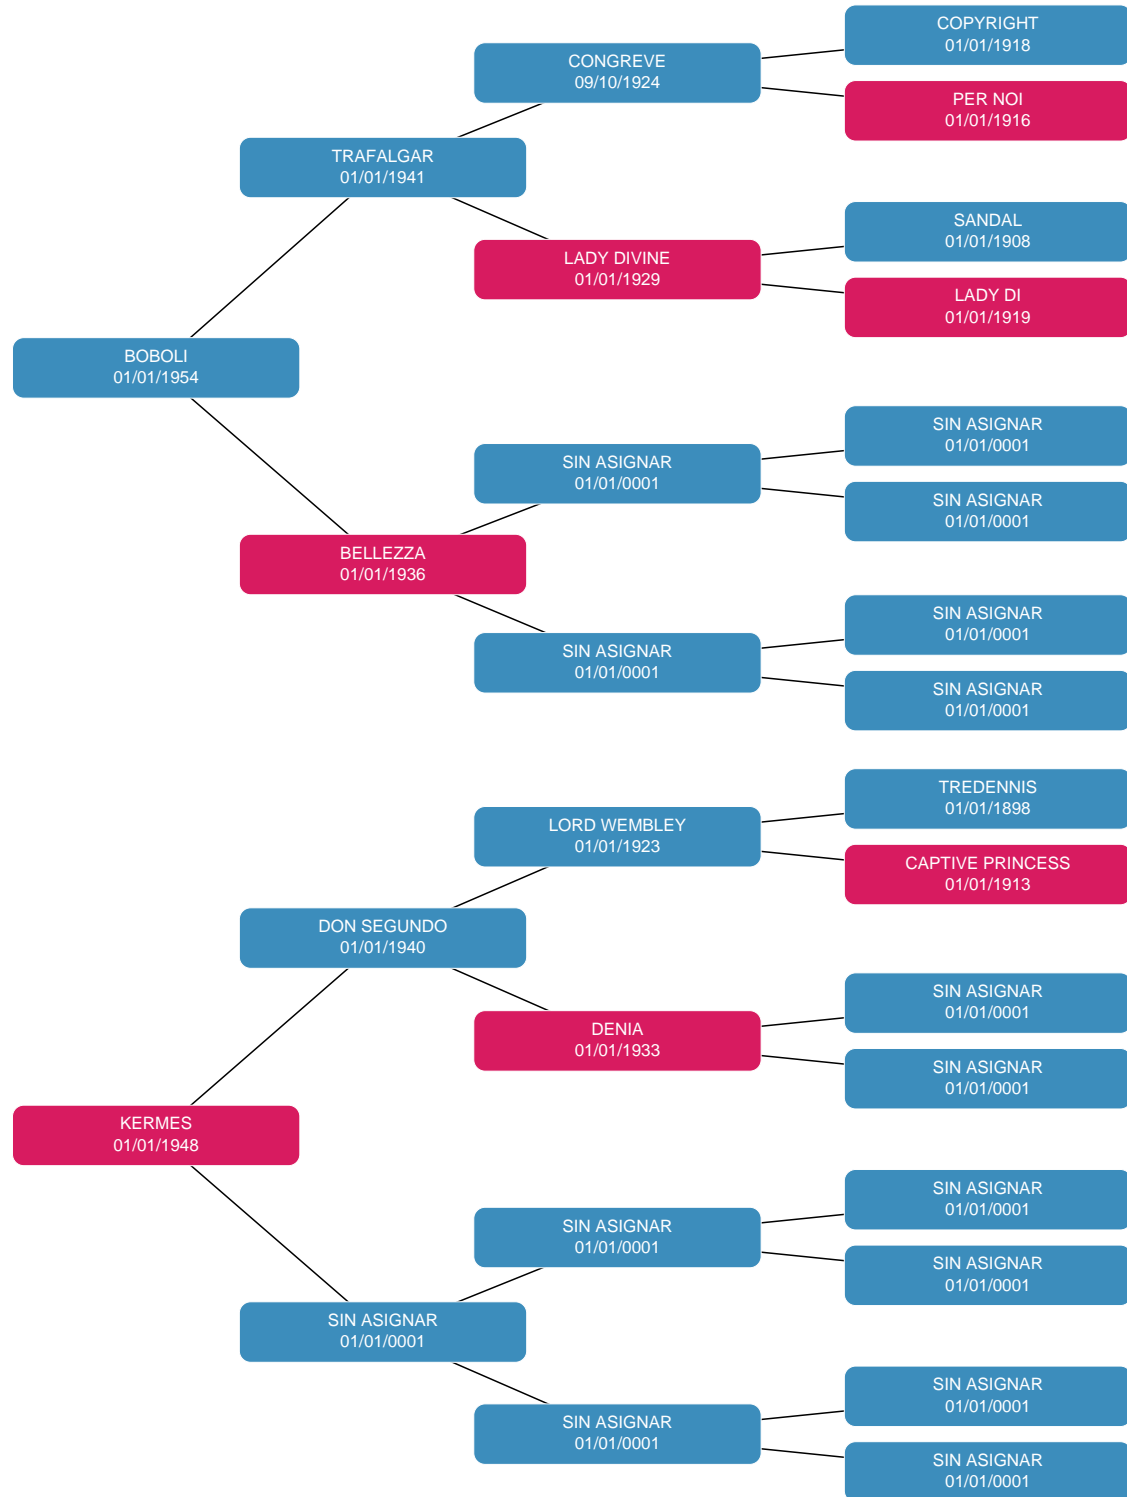 COPYRIGHT
01/01/1918
CONGREVE
09/10/1924
PER NOI
01/01/1916
TRAFALGAR
01/01/1941
SANDAL
01/01/1908
LADY DIVINE
01/01/1929
LADY DI
01/01/1919
BOBOLI
01/01/1954
SIN ASIGNAR
01/01/0001
SIN ASIGNAR
01/01/0001
SIN ASIGNAR
01/01/0001
BELLEZZA
01/01/1936
SIN ASIGNAR
01/01/0001
SIN ASIGNAR
01/01/0001
SIN ASIGNAR
01/01/0001
TREDENNIS
01/01/1898
LORD WEMBLEY
01/01/1923
CAPTIVE PRINCESS
01/01/1913
DON SEGUNDO
01/01/1940
SIN ASIGNAR
01/01/0001
DENIA
01/01/1933
SIN ASIGNAR
01/01/0001
KERMES
01/01/1948
SIN ASIGNAR
01/01/0001
SIN ASIGNAR
01/01/0001
SIN ASIGNAR
01/01/0001
SIN ASIGNAR
01/01/0001
SIN ASIGNAR
01/01/0001
SIN ASIGNAR
01/01/0001
SIN ASIGNAR
01/01/0001